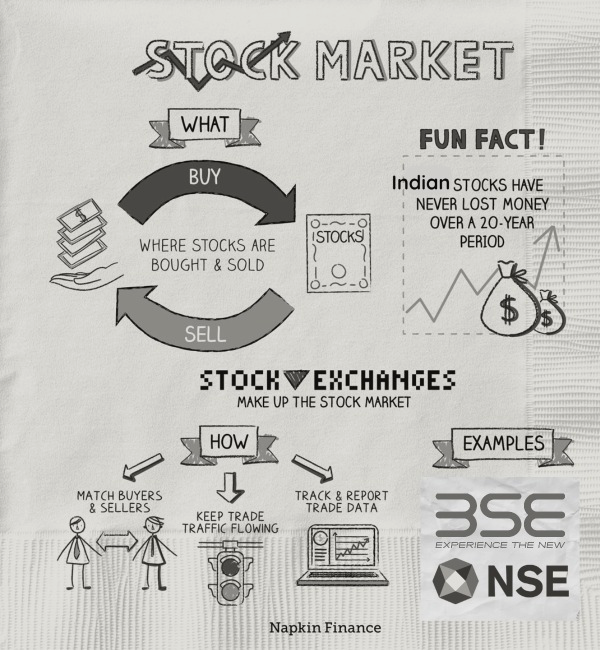 STOCK MARKET
WHAT
BUY
WHERE STOCKS ARE
BOUGHT & SOLD
SELL
$
STOCKS
FUN FACT!
Indian STOCKS HAVE
NEVER LOST MONEY
OVER A 20-YEAR
PERIOD
$
$
STOCK EXCHANGES
MAKE UP THE STOCK MARKET
HOW
MATCH BUYERS
& SELLERS
KEEP TRADE
TRAFFIC FLOWING
TRACK & REPORT
TRADE DATA
$
EXAMPLES
BSE
EXPERIENCE THE NEW
NSE
Napkin Finance